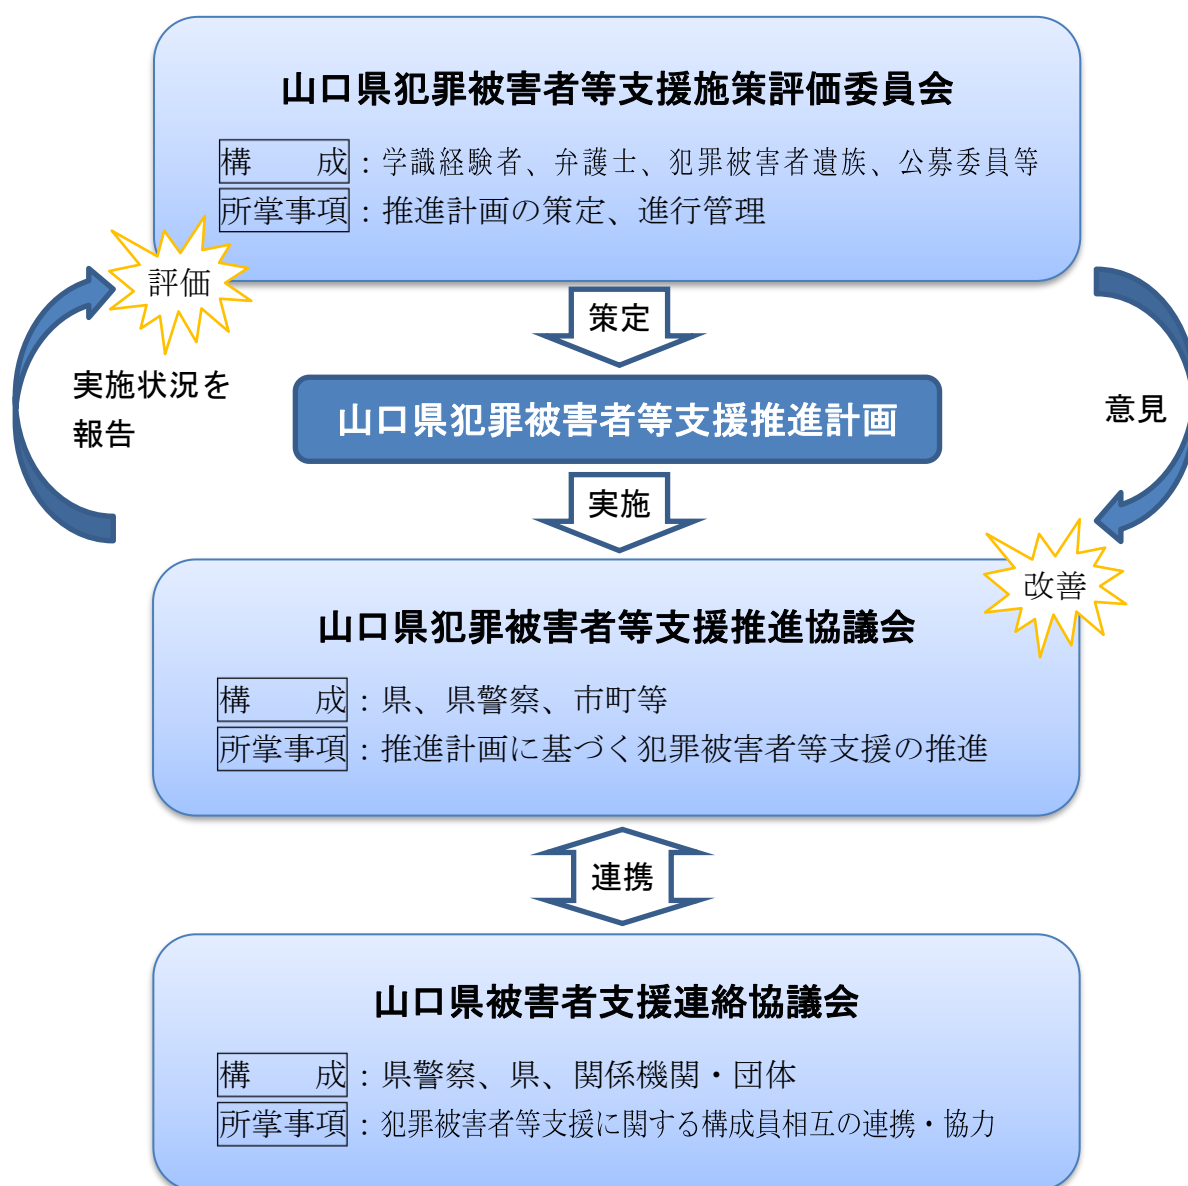 山口県犯罪被害者等支援施策評価委員会
構　　成：学識経験者、弁護士、犯罪被害者遺族、公募委員等
所掌事項：推進計画の策定、進行管理
評価
策定
実施状況を
報告
意見
山口県犯罪被害者等支援推進計画
実施
改善
山口県犯罪被害者等支援推進協議会
構　　成：県、県警察、市町等
所掌事項：推進計画に基づく犯罪被害者等支援の推進
連携
山口県被害者支援連絡協議会
構　　成：県警察、県、関係機関・団体
所掌事項：犯罪被害者等支援に関する構成員相互の連携・協力